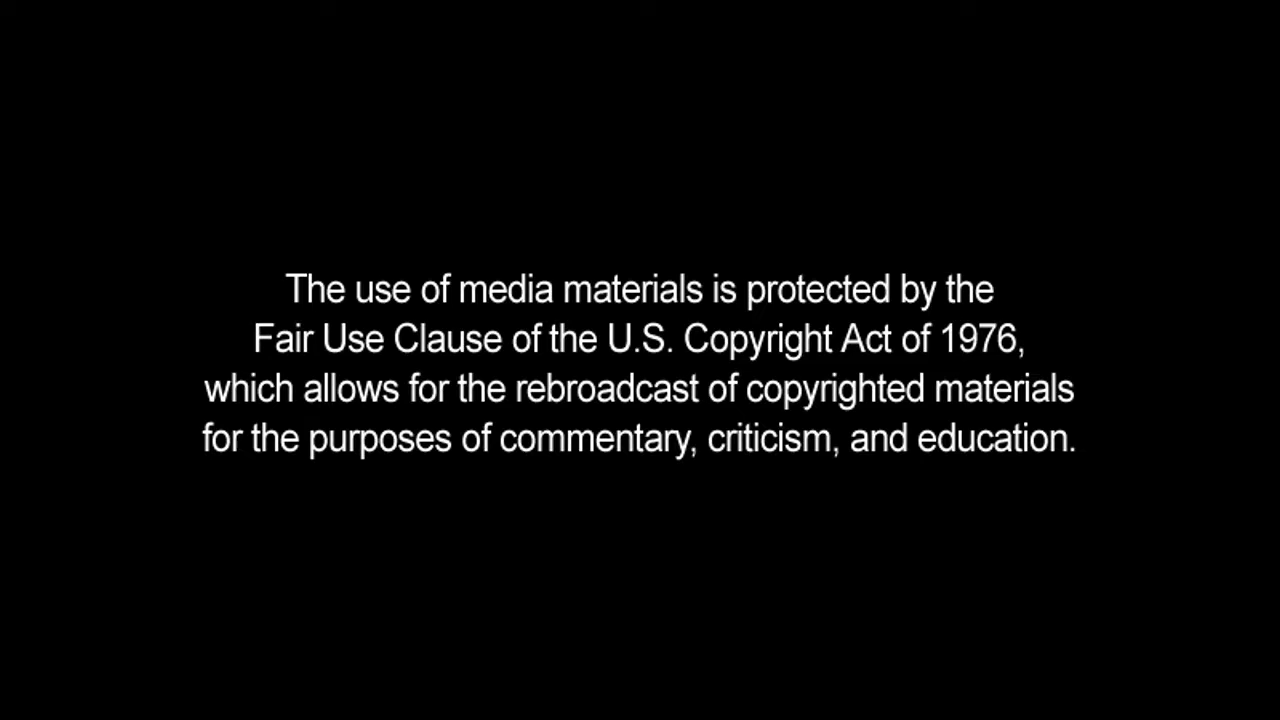 The use of media materials is protected by the
Fair Use Clause of the U.S. Copyright Act of 1976,
which allows for the rebroadcast of copyrighted materials
for the purposes of commentary, criticism, and education.